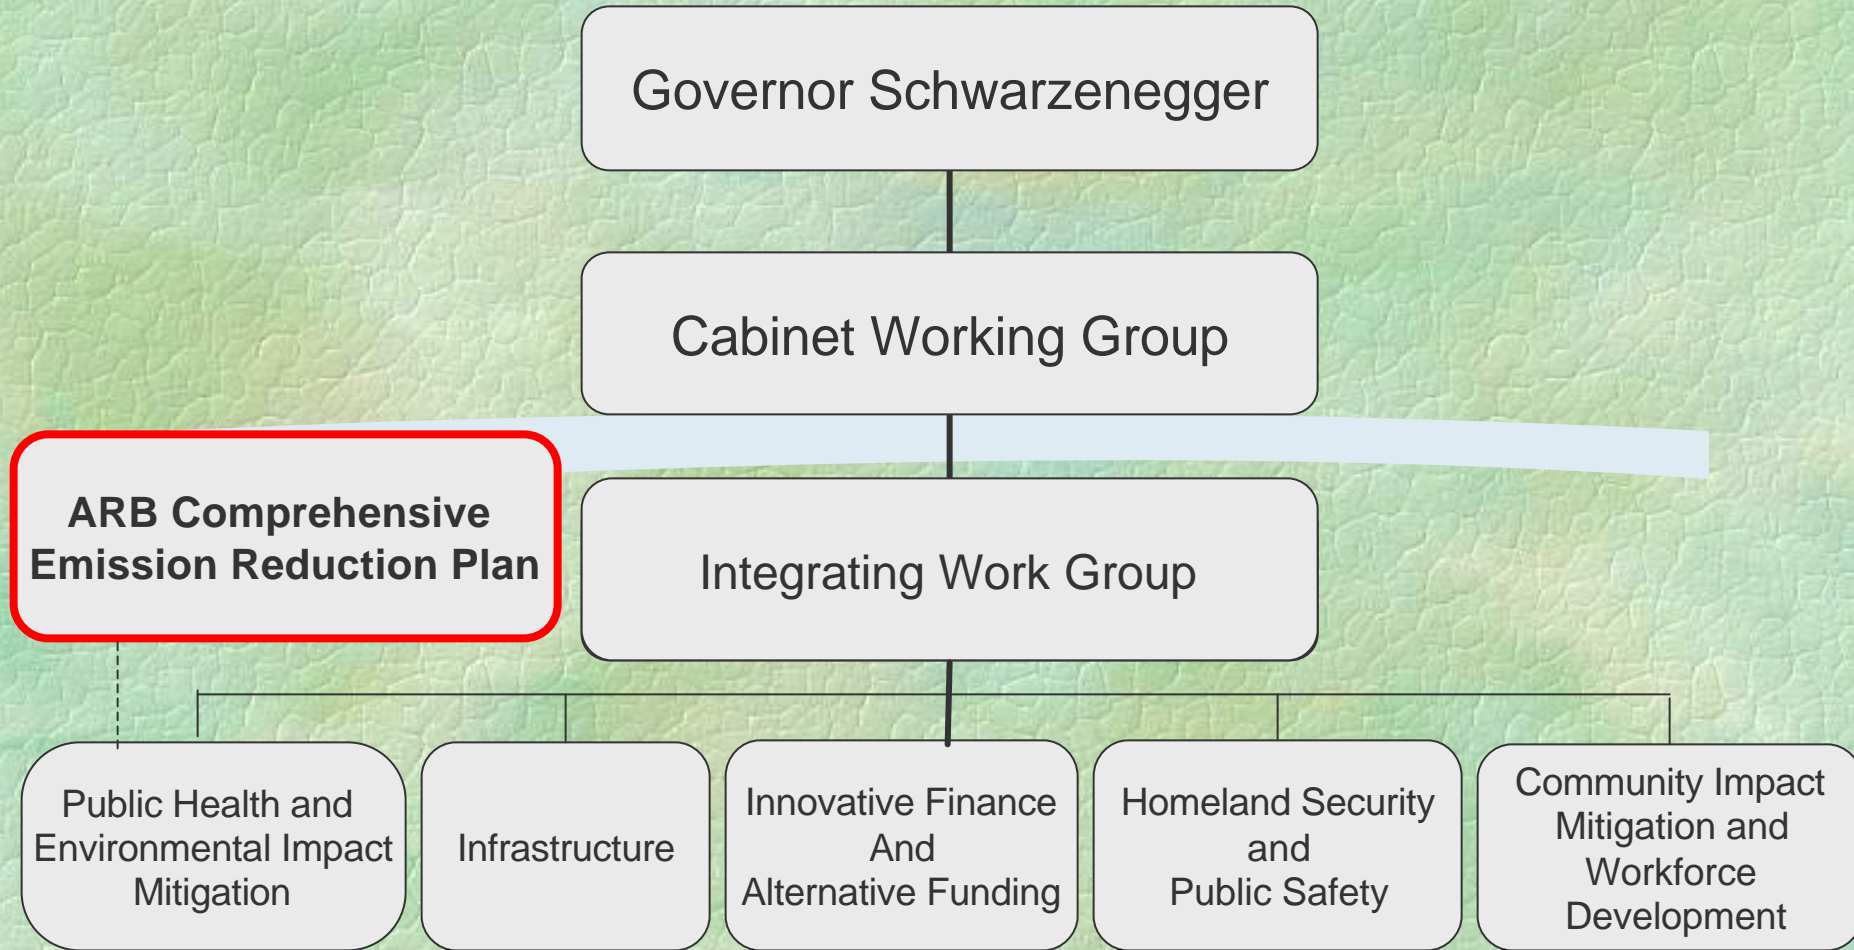 Governor Schwarzenegger
Cabinet Working Group
ARB Comprehensive
Emission Reduction Plan
Integrating Work Group
Public Health and
Environmental Impact
Mitigation
Infrastructure
Innovative Finance
And
Alternative Funding
Homeland Security
and
Public Safety
Community Impact
Mitigation and
Workforce
Development